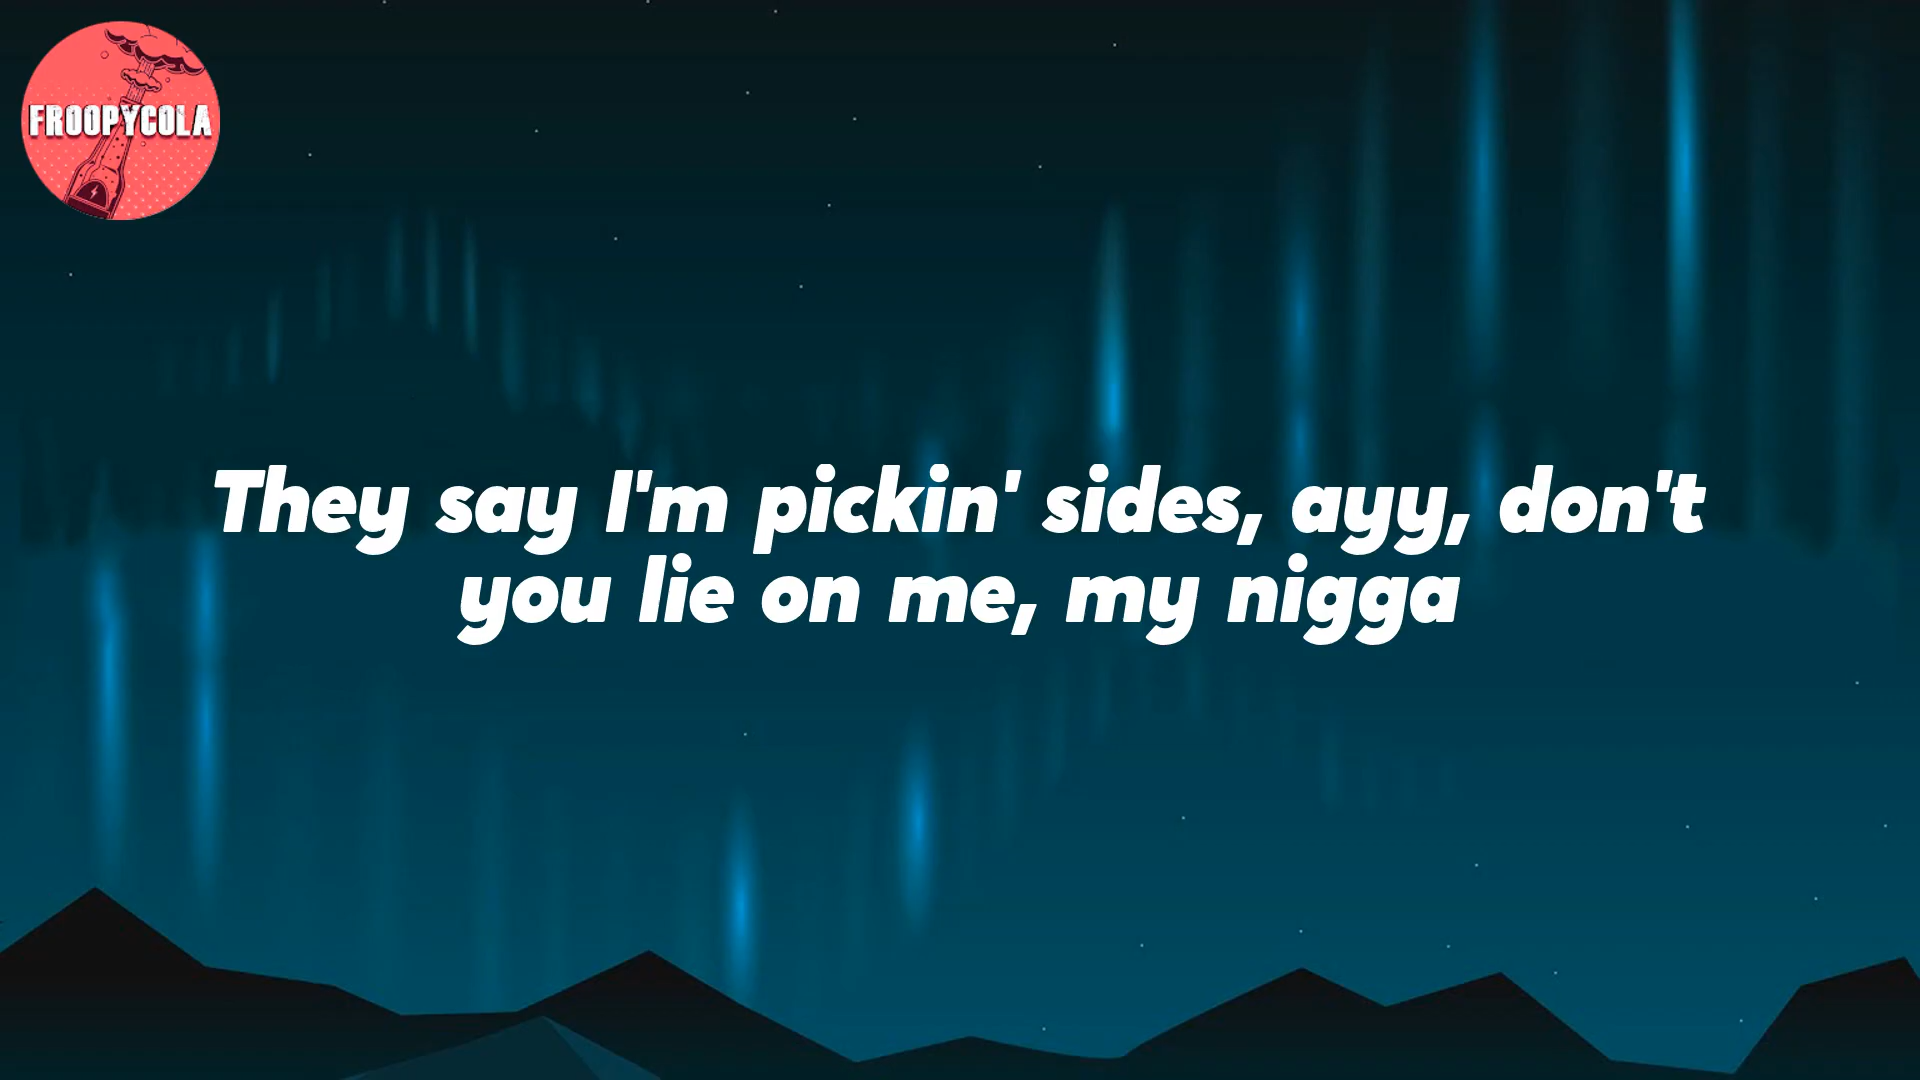 FROOPYCOLA
They say I'm pickin' sides, ayy, don't
you lie on me, my nigga